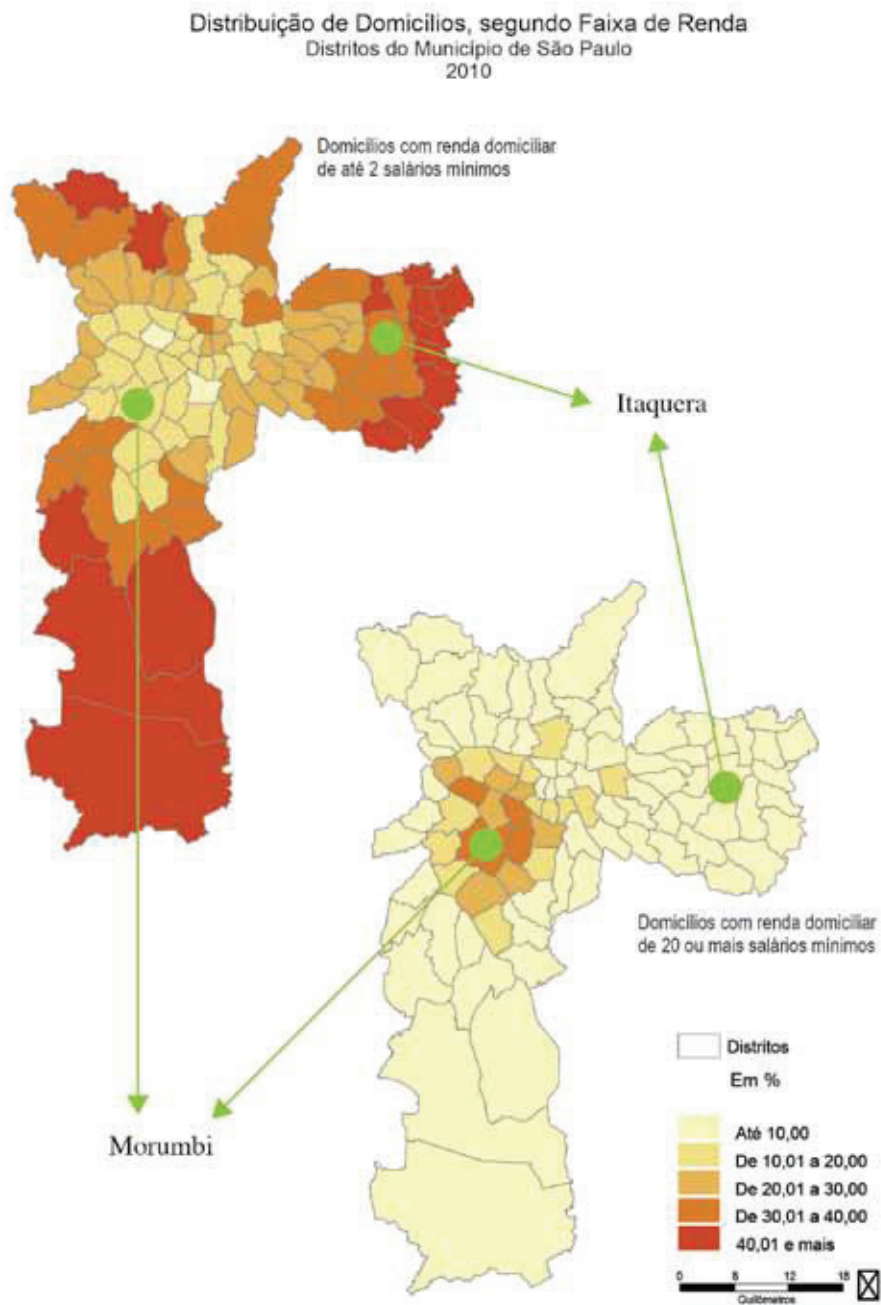 Distribuição de Domicilios, segundo Faixa de Renda
Distritos do Município de São Paulo
2010
Domicílios com renda domiciliar
de até 2 salários mínimos
Itaquera
Domicílios com renda domiciliar
de 20 ou mais salários mínimos
Morumbi
Distritos
Em %
Até 10,00
De 10,01 a 20,00
De 20,01 a 30,00
De 30,01 a 40,00
40,01 e mais
0 6 12 18
Quilômetros